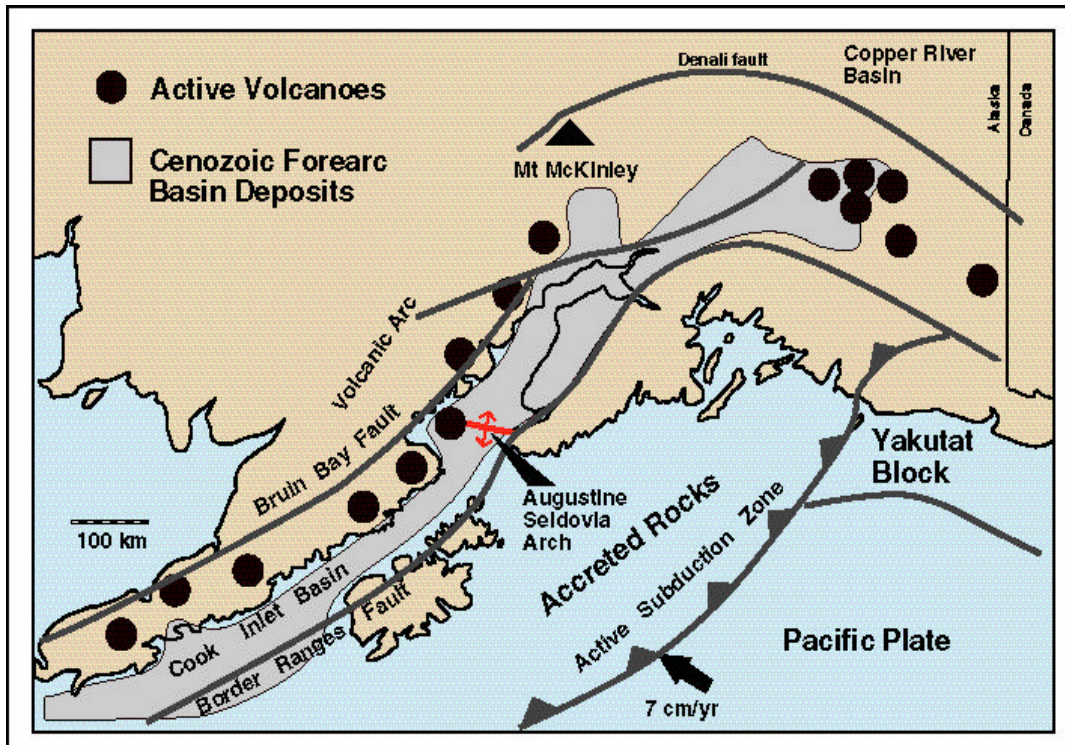 Denali fault
Copper River
Basin
Alaska
Canada
Active Volcanoes
Cenozoic Forearc
Basin Deposits
Mt McKinley
Volcanic Arc
Bruin Bay Fault
Augustine
Seldovia
Arch
100 km
Cook Inlet Basin
Border Ranges Fault
Accreted Rocks
Active Subduction Zone
Yakutat
Block
Pacific Plate
7 cm/yr